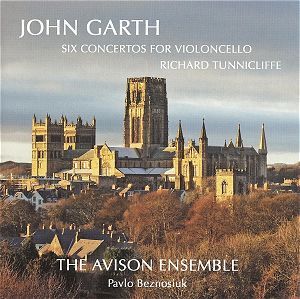 JOHN GARTH
SIX CONCERTOS FOR VIOLONCELLO
RICHARD TUNNICLIFFE
THE AVISON ENSEMBLE
Pavlo Beznosiuk